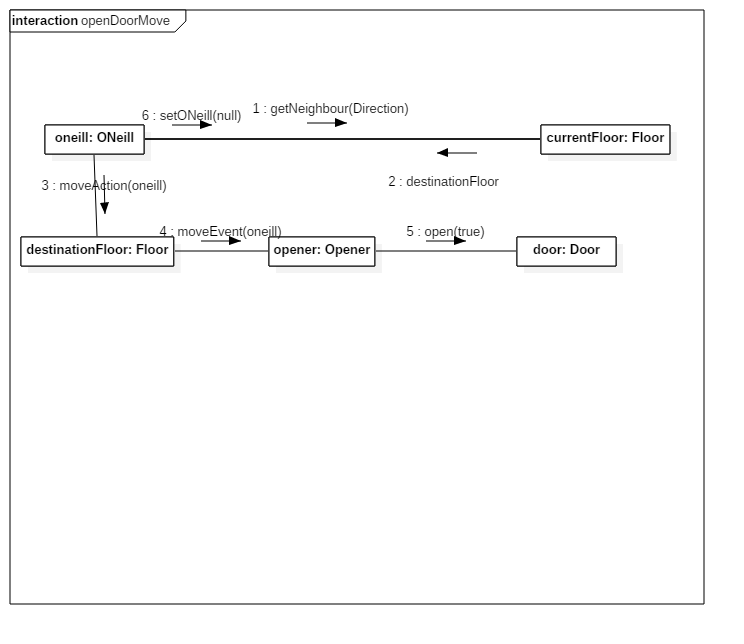 interaction openDoorMove
1 : getNeighbour(Direction)
6 : setONeill(null)
oneill: ONeill
currentFloor: Floor
2 : destinationFloor
3 : moveAction(oneill)
4 : moveEvent(oneill)
5 : open(true)
destinationFloor: Floor
opener: Opener
door: Door